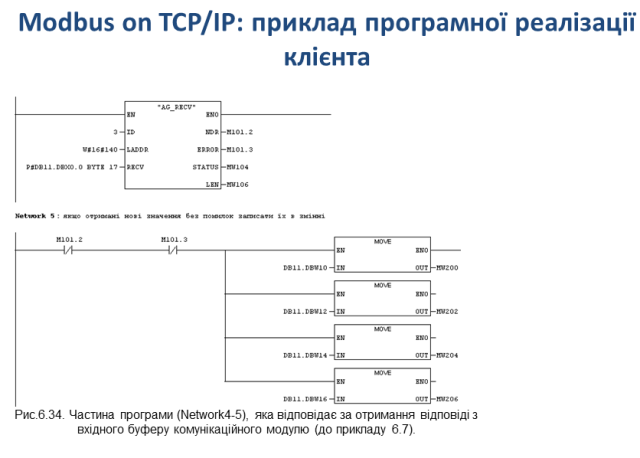 Modbus on TCP/IP: приклад програмної реалізації
клієнта
"AG_RECV"
EN ENO
3 ID NDR M101.2
W#16#140 LADDR ERROR M101.3
P#DB11.DBX0.0 BYTE 17 RECV STATUS MW104
LEN MW106
Network 5: якщо отримані нові значення без помилок записати їх в змінні
M101.2 M101.3 MOVE
EN ENO
DB11.DBW10 IN OUT MW200
MOVE
EN ENO
DB11.DBW12 IN OUT MW202
MOVE
EN ENO
DB11.DBW14 IN OUT MW204
MOVE
EN ENO
DB11.DBW16 IN OUT MW206
Рис.6.34. Частина програми (Network4-5), яка відповідає за отримання відповіді з
вхідного буферу комунікаційного модулю (до прикладу 6.7).